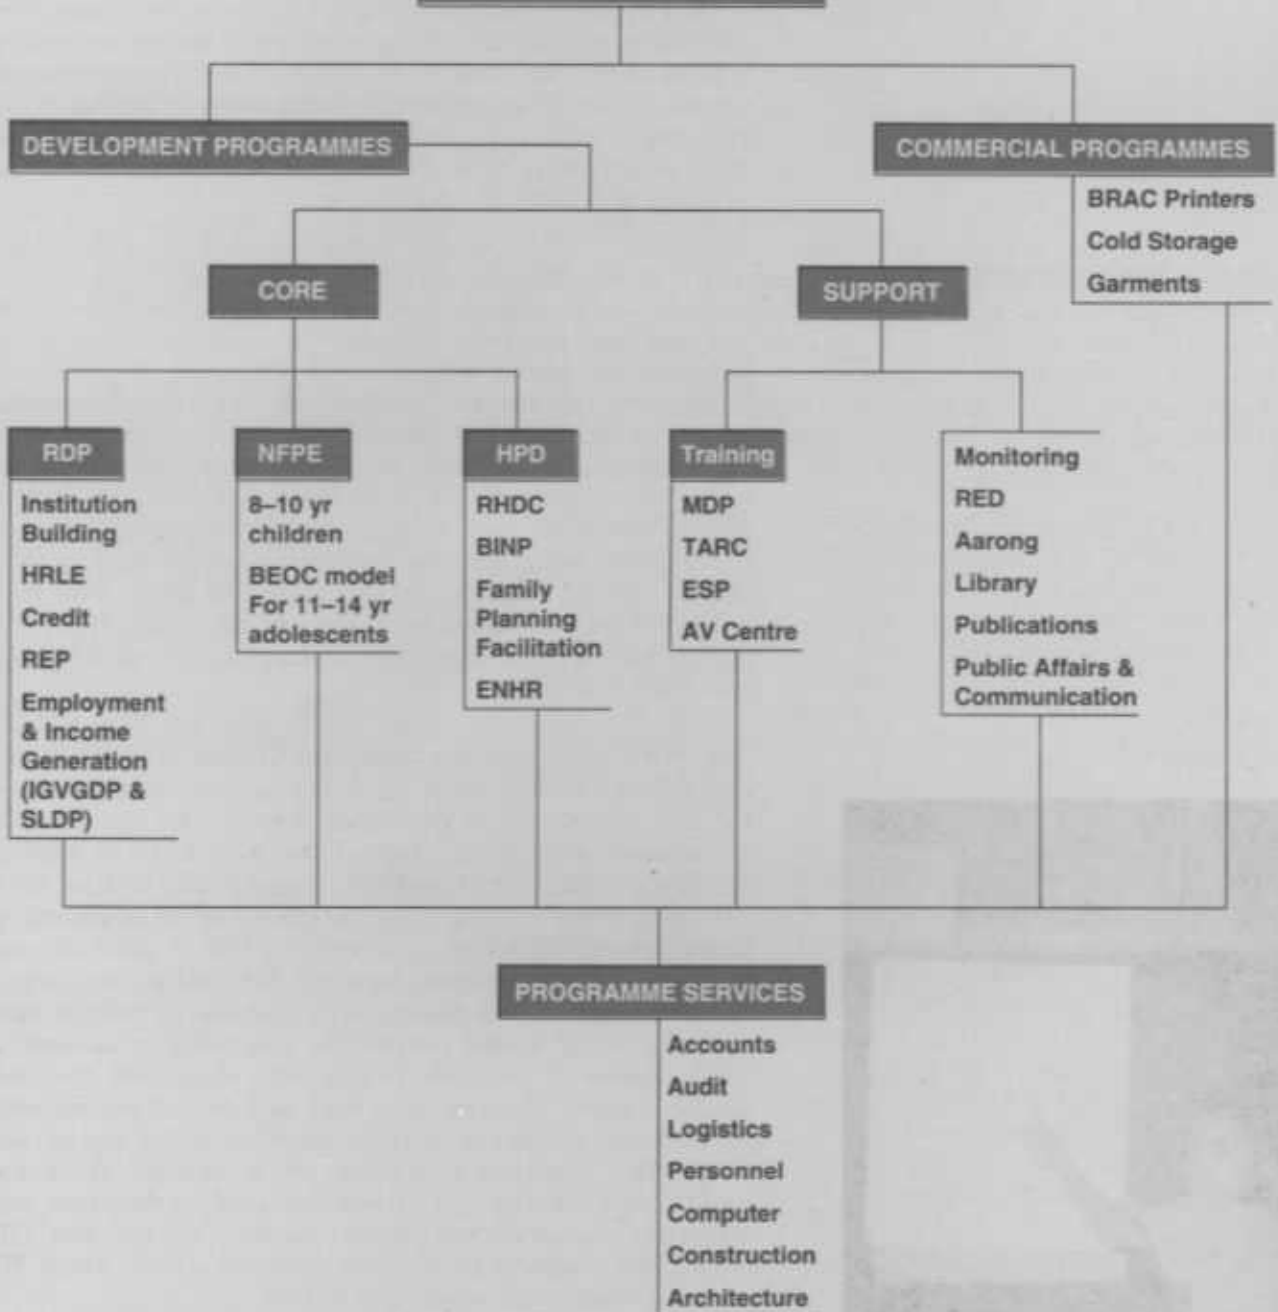 DEVELOPMENT PROGRAMMES
COMMERCIAL PROGRAMMES
BRAC Printers
Cold Storage
Garments
CORE
SUPPORT
RDP
Institution
Building
HRLE
Credit
REP
Employment
& Income
Generation
(IGVGDP &
SLDP)
NFPE
8–10 yr
children
BEOC model
For 11–14 yr
adolescents
HPD
RHDC
BINP
Family
Planning
Facilitation
ENHR
Training
MDP
TARC
ESP
AV Centre
Monitoring
RED
Aarong
Library
Publications
Public Affairs &
Communication
PROGRAMME SERVICES
Accounts
Audit
Logistics
Personnel
Computer
Construction
Architecture